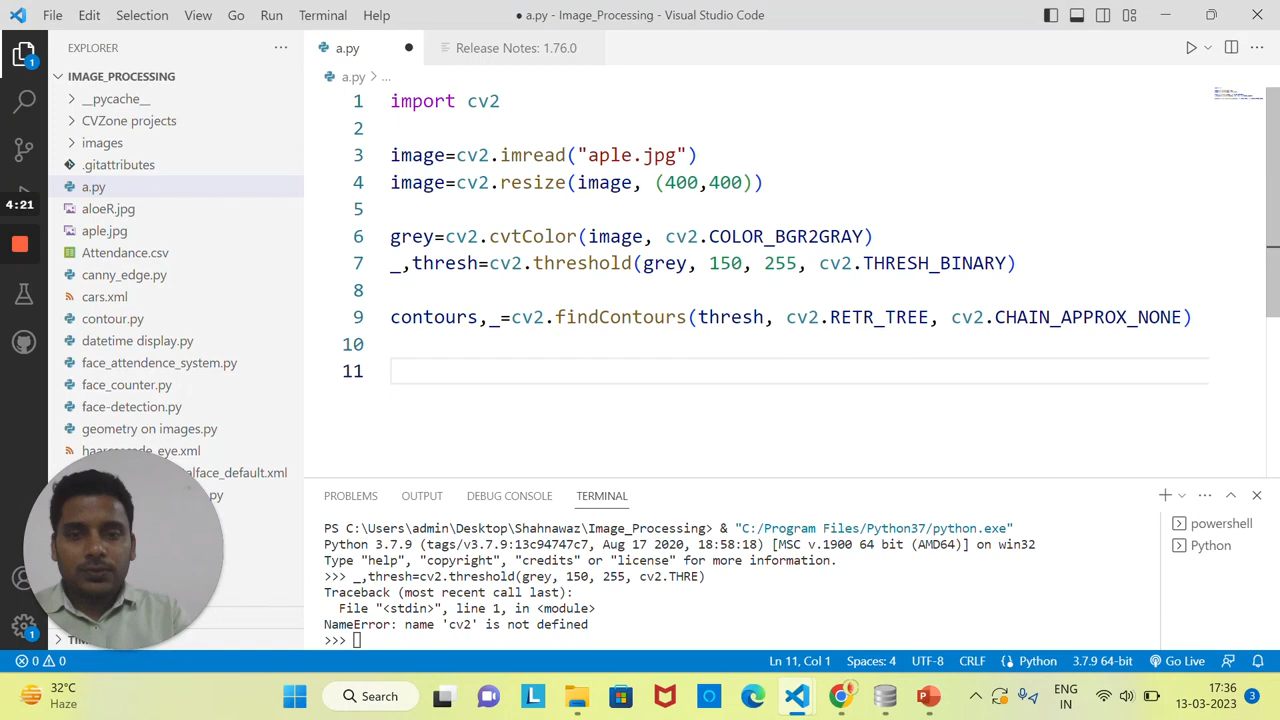 File Edit Selection View Go Run Terminal Help
● a.py - Image_Processing - Visual Studio Code
EXPLORER
IMAGE_PROCESSING
__pycache__
CVZone projects
images
.gitattributes
a.py
aloeR.jpg
aple.jpg
Attendance.csv
canny_edge.py
cars.xml
contour.py
datetime display.py
face_attendence_system.py
face_counter.py
face-detection.py
geometry on images.py
haarcascade_eye.xml
alface_default.xml
py
1
4:21
1
a.py
Release Notes: 1.76.0
a.py > ...
1 import cv2
2
3 image=cv2.imread("aple.jpg")
4 image=cv2.resize(image, (400,400))
5
6 grey=cv2.cvtColor(image, cv2.COLOR_BGR2GRAY)
7 _,thresh=cv2.threshold(grey, 150, 255, cv2.THRESH_BINARY)
8
9 contours,_=cv2.findContours(thresh, cv2.RETR_TREE, cv2.CHAIN_APPROX_NONE)
10
11
PROBLEMS OUTPUT DEBUG CONSOLE TERMINAL
PS C:\Users\admin\Desktop\Shahnawaz\Image_Processing> & "C:/Program Files/Python37/python.exe"
Python 3.7.9 (tags/v3.7.9:13c94747c7, Aug 17 2020, 18:58:18) [MSC v.1900 64 bit (AMD64)] on win32
Type "help", "copyright", "credits" or "license" for more information.
>>> _,thresh=cv2.threshold(grey, 150, 255, cv2.THRE)
Traceback (most recent call last):
File "<stdin>", line 1, in <module>
NameError: name 'cv2' is not defined
>>>
powershell
Python
0 0
Ln 11, Col 1 Spaces: 4 UTF-8 CRLF Python 3.7.9 64-bit Go Live
32°C
Haze
Search
ENG
IN
17:36
13-03-2023
3